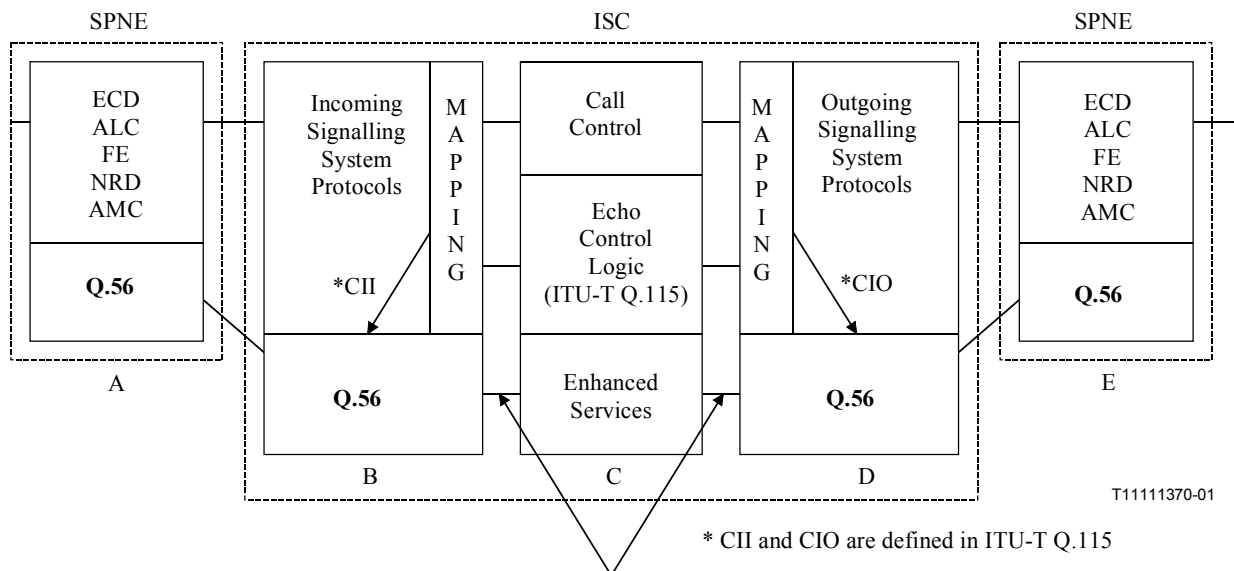 SPNE
ISC
SPNE
ECD
ALC
FE
NRD
AMC
Q.56
A
Incoming
Signalling
System
Protocols
*CII
MAPPING
Q.56
B
Call
Control
Echo
Control
Logic
(ITU-T Q.115)
Enhanced
Services
C
MAPPING
Outgoing
Signalling
System
Protocols
*CIO
Q.56
D
ECD
ALC
FE
NRD
AMC
Q.56
E
T11111370-01
* CII and CIO are defined in ITU-T Q.115